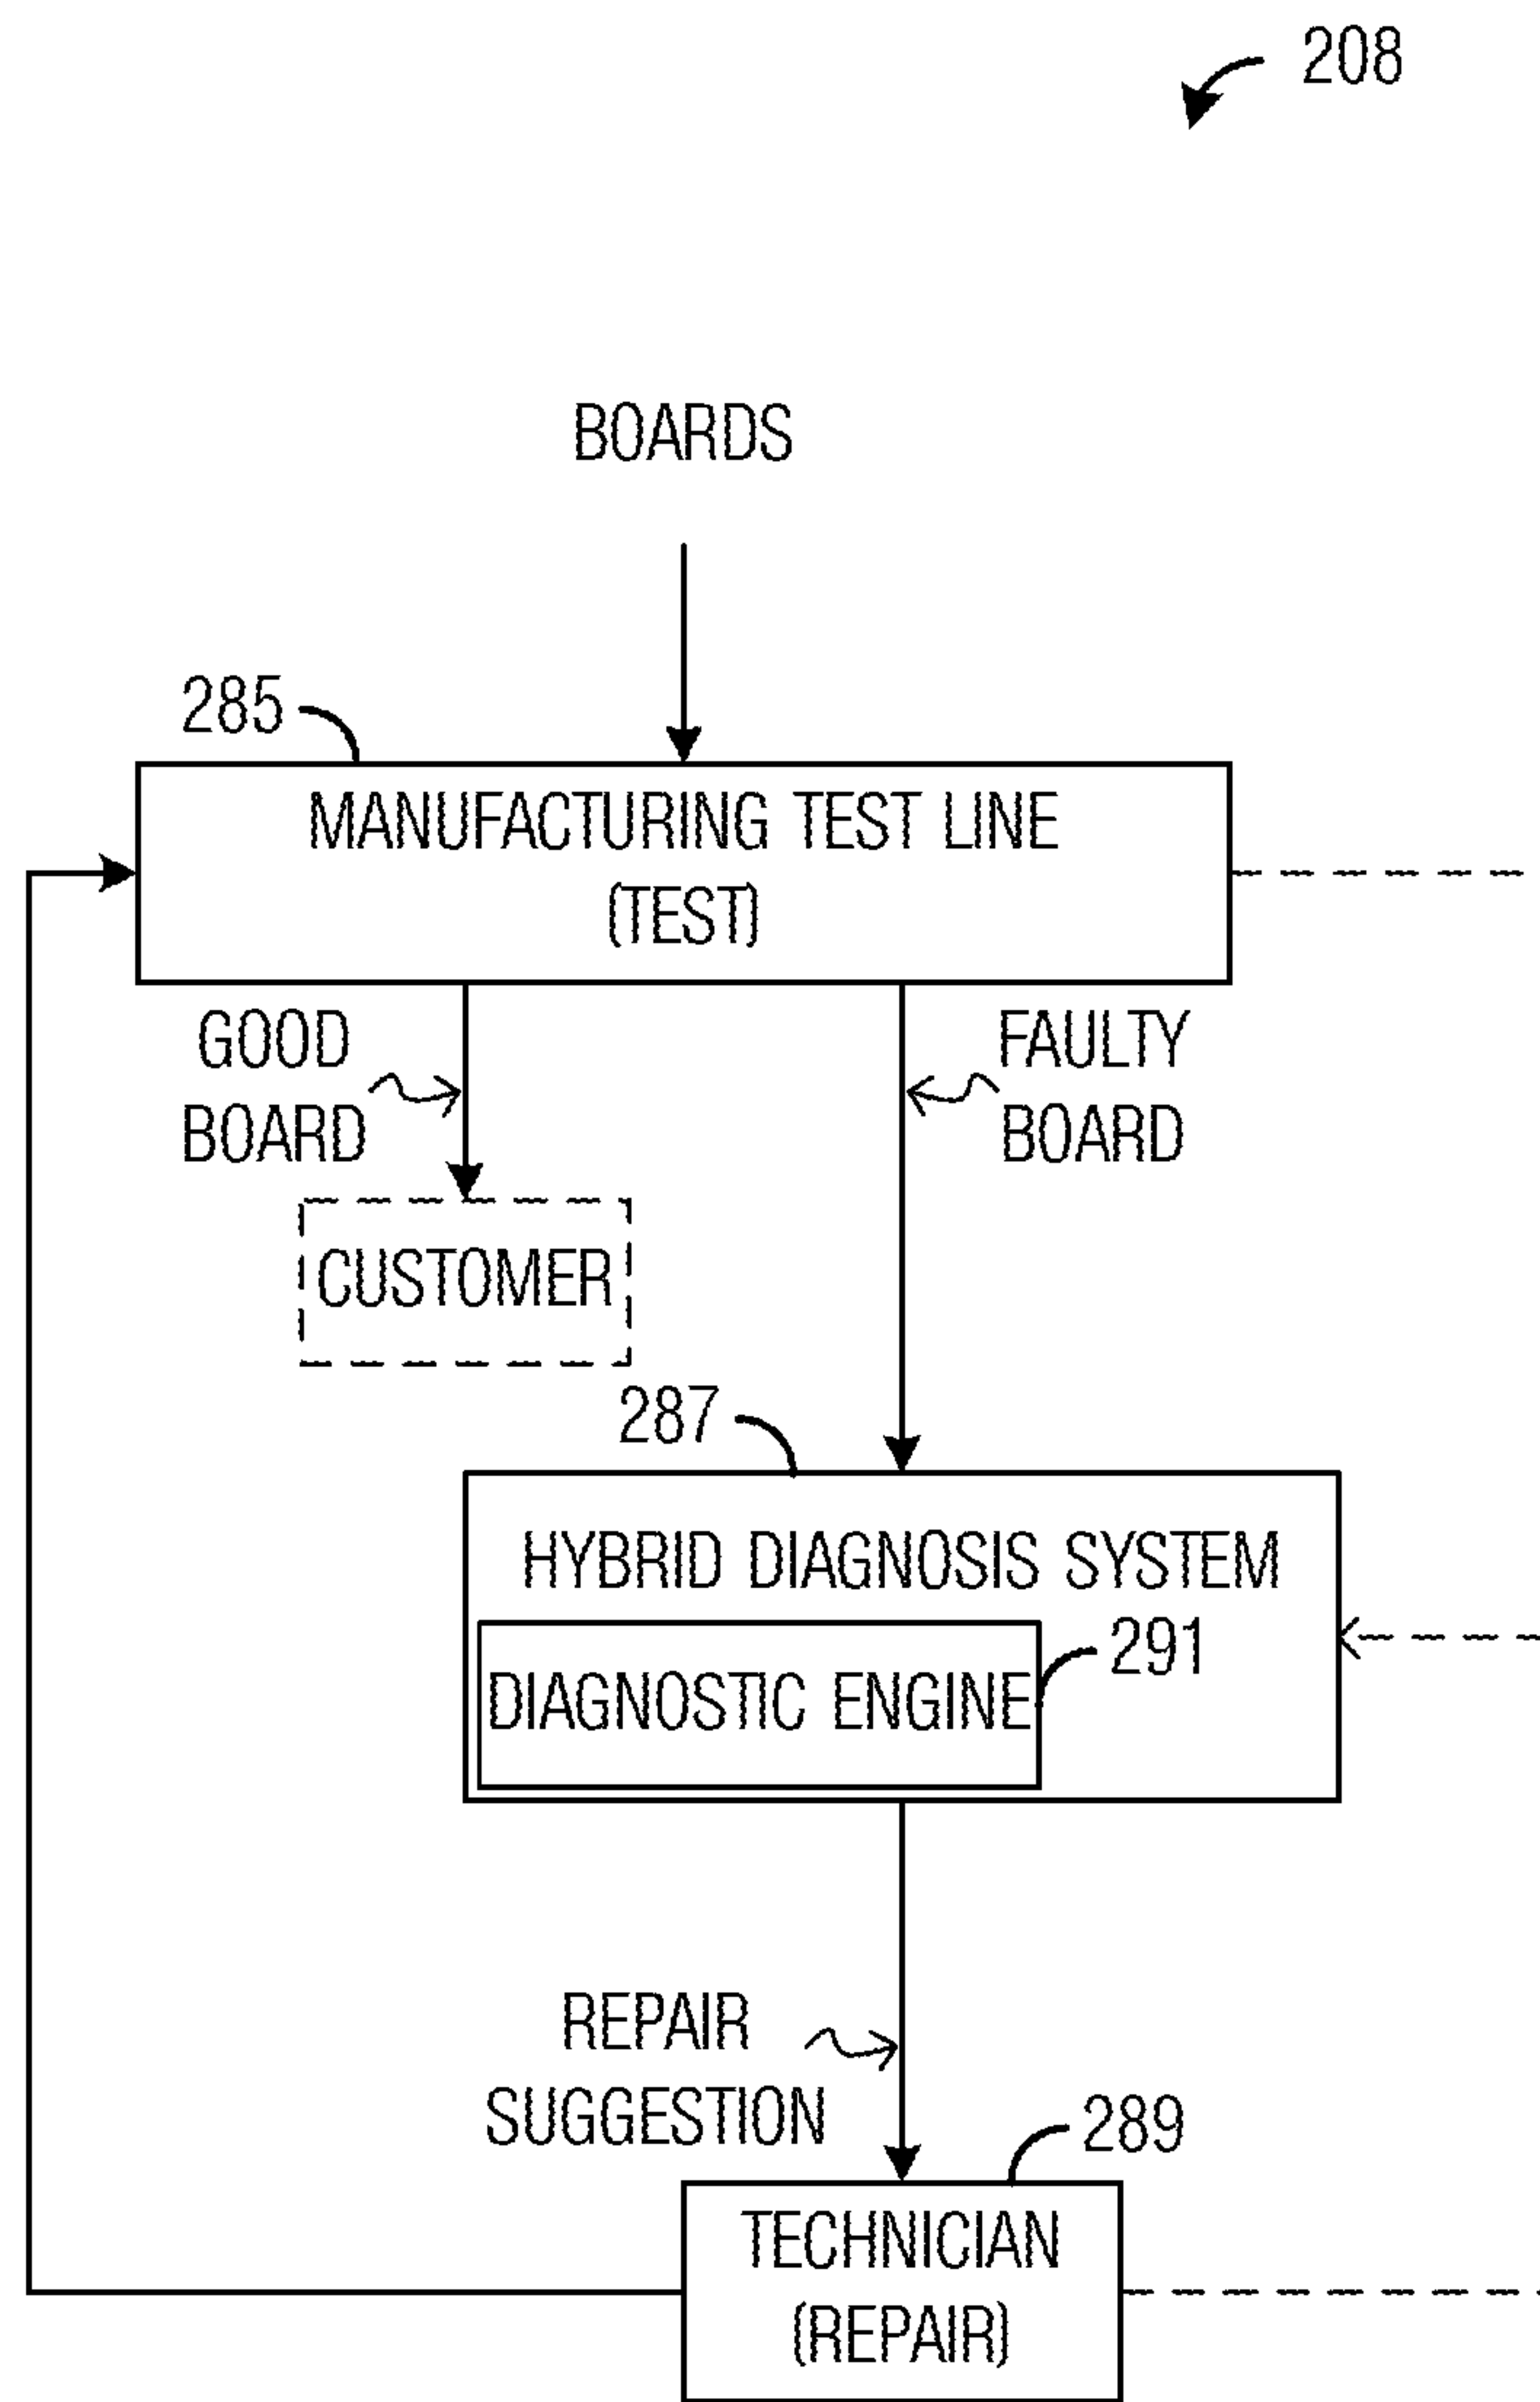 208
BOARDS
285
MANUFACTURING TEST LINE
(TEST)
GOOD
BOARD
FAULTY
BOARD
CUSTOMER
287
HYBRID DIAGNOSIS SYSTEM
291
DIAGNOSTIC ENGINE
REPAIR
SUGGESTION
289
TECHNICIAN
(REPAIR)